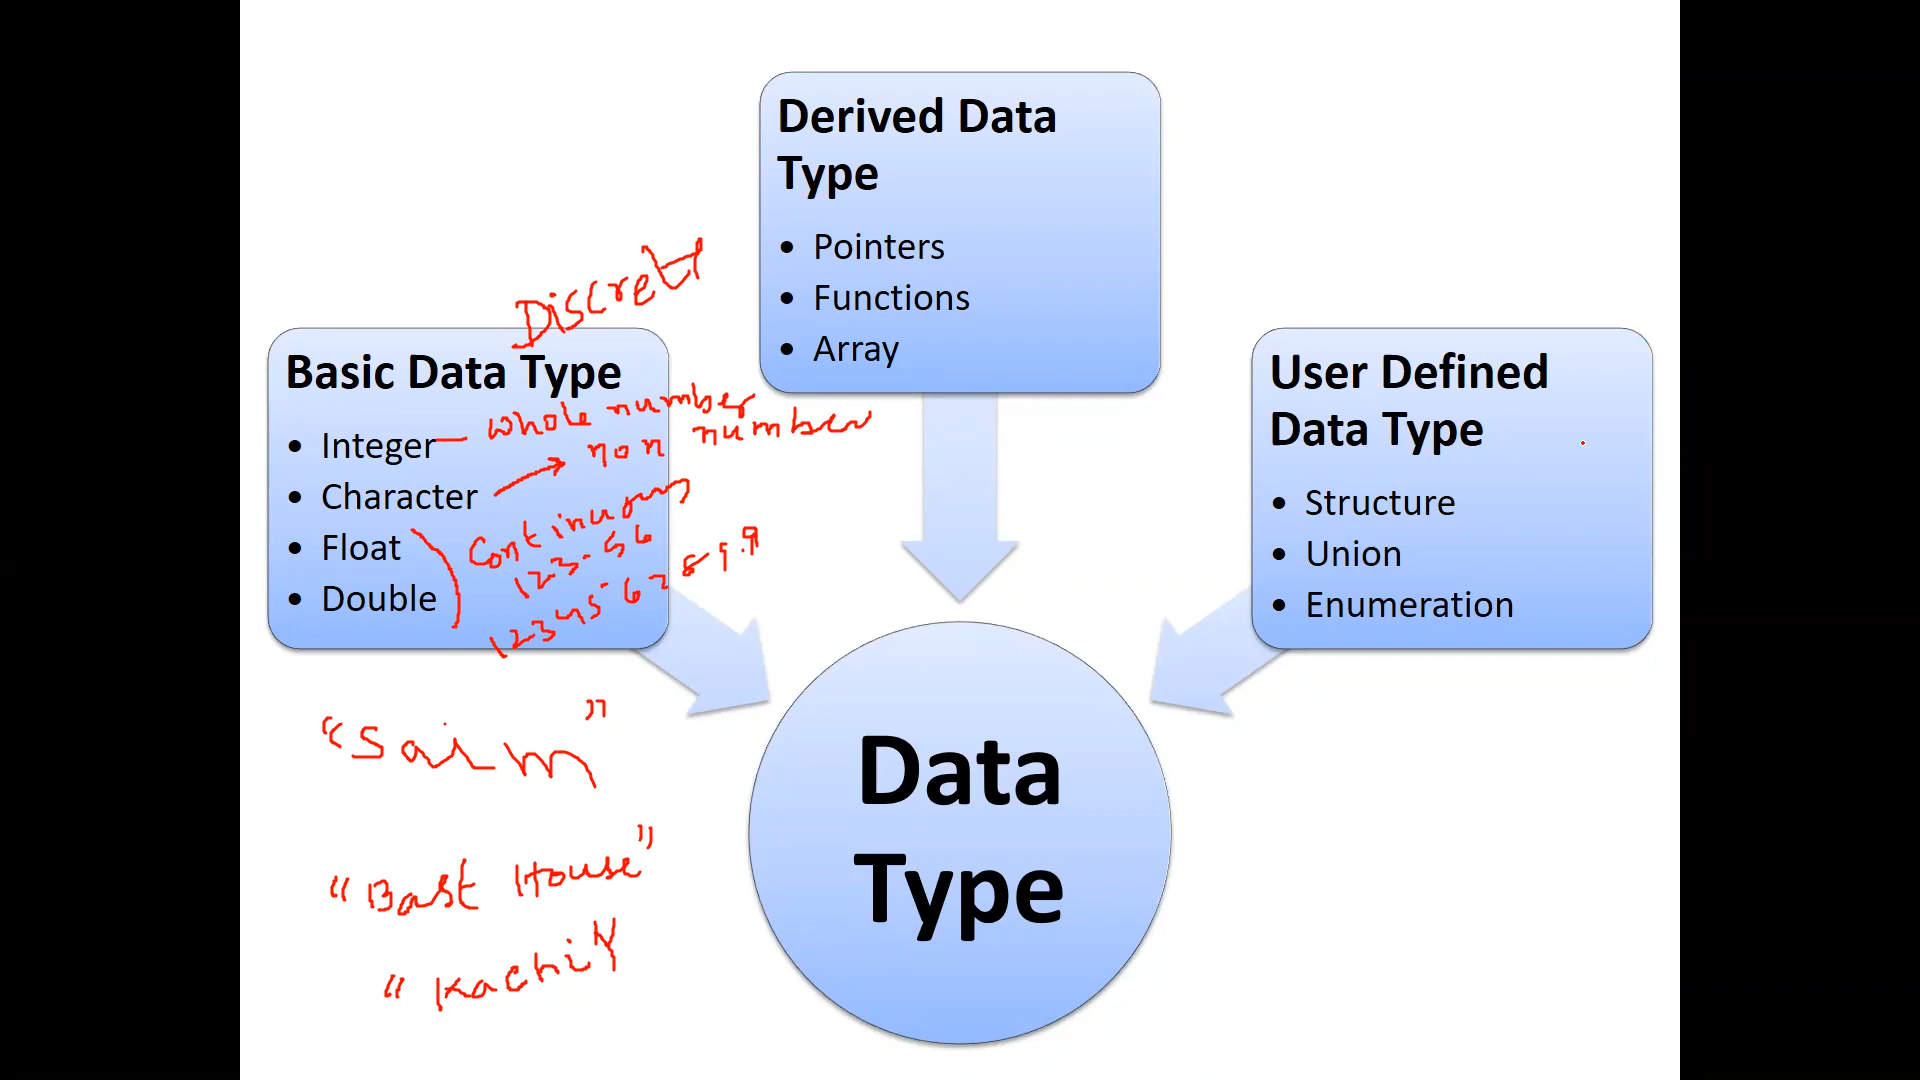 Derived Data
Type
• Pointers
• Functions
• Array
Discret
Basic Data Type
• Integer – whole number
• Character → non number
• Float
• Double
Continuous
123.56
"Saim"
"Bast House"
"Kachi"
User Defined
Data Type
• Structure
• Union
• Enumeration
Data
Type